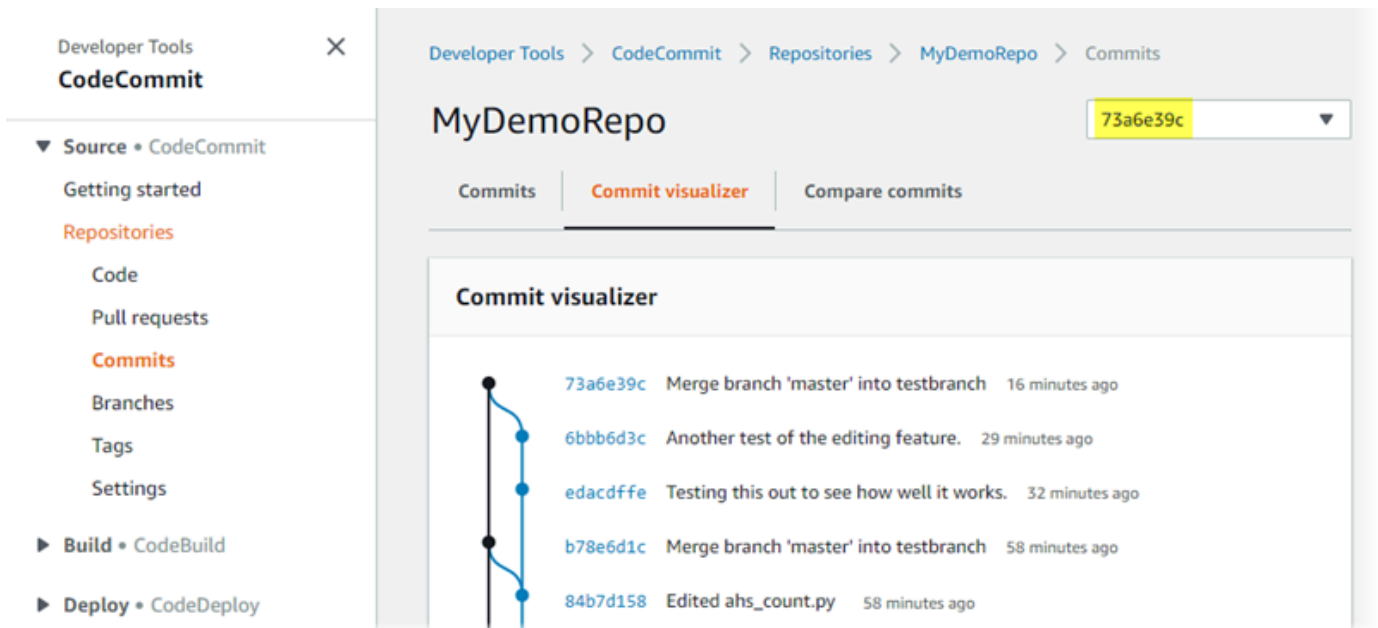 Developer Tools
CodeCommit
Source • CodeCommit
Getting started
Repositories
Code
Pull requests
Commits
Branches
Tags
Settings
Build • CodeBuild
Deploy • CodeDeploy
Developer Tools > CodeCommit > Repositories > MyDemoRepo > Commits
MyDemoRepo
73a6e39c
Commits Commit visualizer Compare commits
Commit visualizer
73a6e39c Merge branch 'master' into testbranch 16 minutes ago
6bbb6d3c Another test of the editing feature. 29 minutes ago
edacdffe Testing this out to see how well it works. 32 minutes ago
b78e6d1c Merge branch 'master' into testbranch 58 minutes ago
84b7d158 Edited ahs_count.py 58 minutes ago